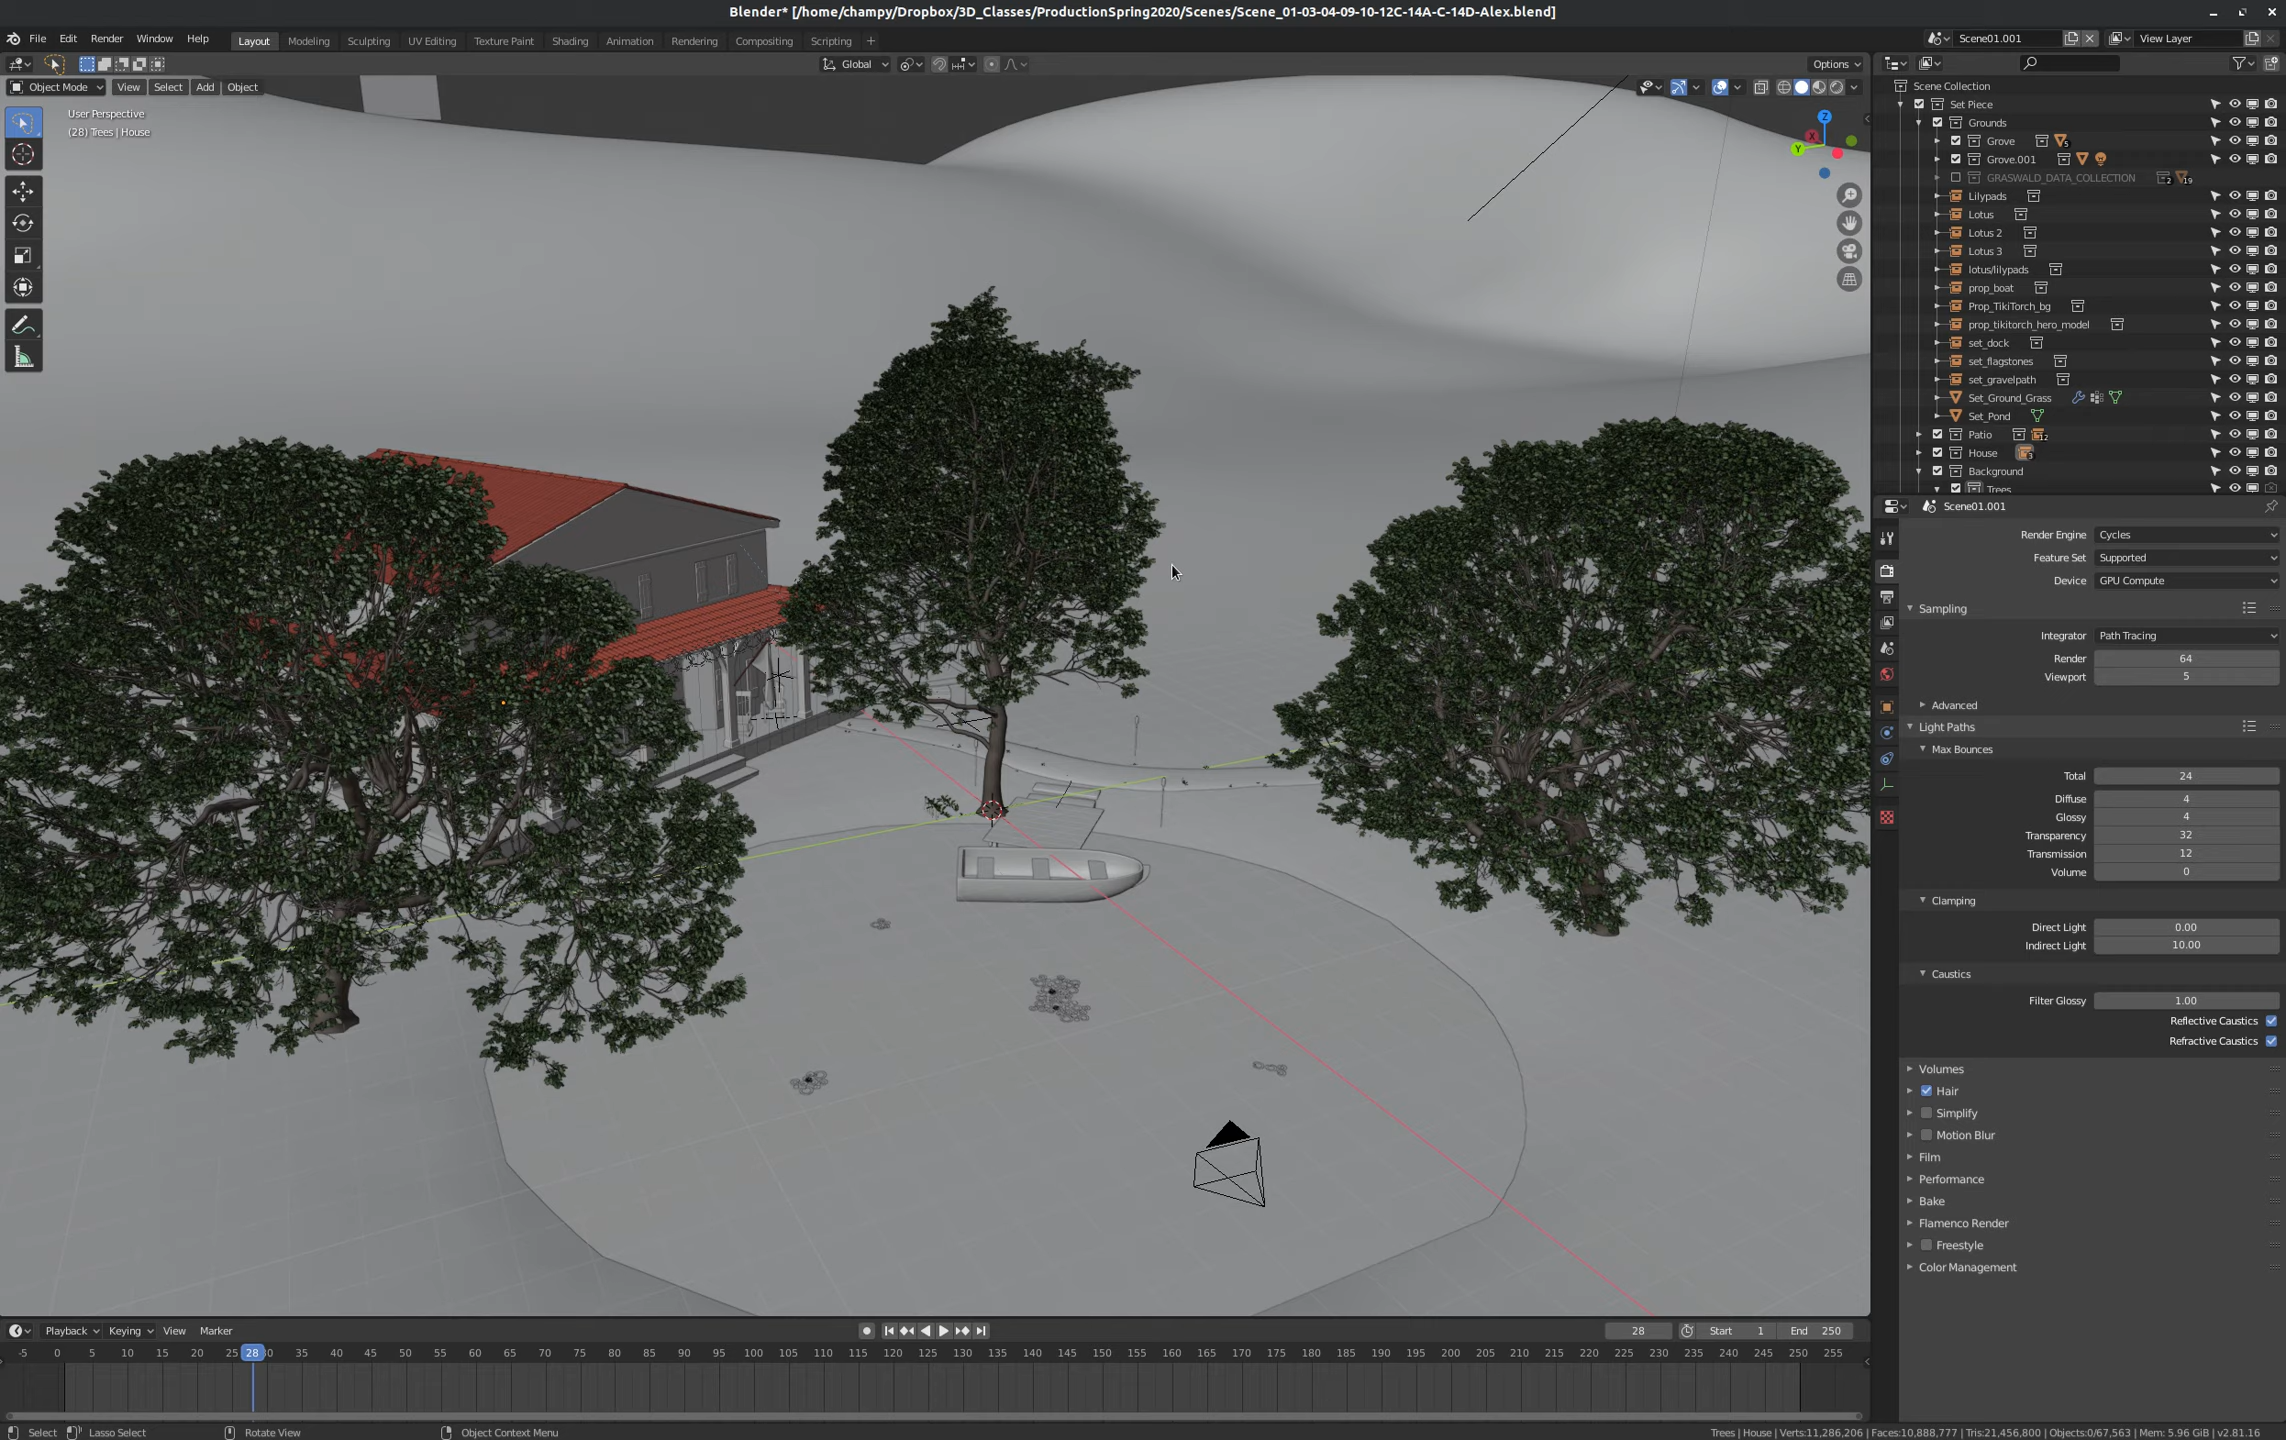 Blender* [/home/champy/Dropbox/3D_Classes/ProductionSpring2020/Scenes/Scene_01-03-04-09-10-12C-14A-C-14D-Alex.blend]
File Edit Render Window Help Layout Modeling Sculpting UV Editing Texture Paint Shading Animation Rendering Compositing Scripting + Scene01.001 View Layer
Global Options
Object Mode View Select Add Object
User Perspective
(28) Trees | House
Z
X
Y
Scene Collection
Set Piece
Grounds
Grove 5
Grove.001
GRASWALD_DATA_COLLECTION 2 19
Lilypads
Lotus
Lotus 2
Lotus 3
lotus/lilypads
prop_boat
Prop_TikiTorch_bg
prop_tikitorch_hero_model
set_dock
set_flagstones
set_gravelpath
Set_Ground_Grass
Set_Pond
Patio 12
House 3
Background
Trees
Scene01.001
Render Engine Cycles
Feature Set Supported
Device GPU Compute
Sampling
Integrator Path Tracing
Render 64
Viewport 5
Advanced
Light Paths
Max Bounces
Total 24
Diffuse 4
Glossy 4
Transparency 32
Transmission 12
Volume 0
Clamping
Direct Light 0.00
Indirect Light 10.00
Caustics
Filter Glossy 1.00
Reflective Caustics
Refractive Caustics
Volumes
Hair
Simplify
Motion Blur
Film
Performance
Bake
Flamenco Render
Freestyle
Color Management
Playback Keying View Marker 28 Start 1 End 250
-5 0 5 10 15 20 25 28 30 35 40 45 50 55 60 65 70 75 80 85 90 95 100 105 110 115 120 125 130 135 140 145 150 155 160 165 170 175 180 185 190 195 200 205 210 215 220 225 230 235 240 245 250 255
Select Lasso Select Rotate View Object Context Menu Trees | House | Verts:11,286,206 | Faces:10,888,777 | Tris:21,456,800 | Objects:0/67,563 | Mem: 5.96 GiB | v2.81.16